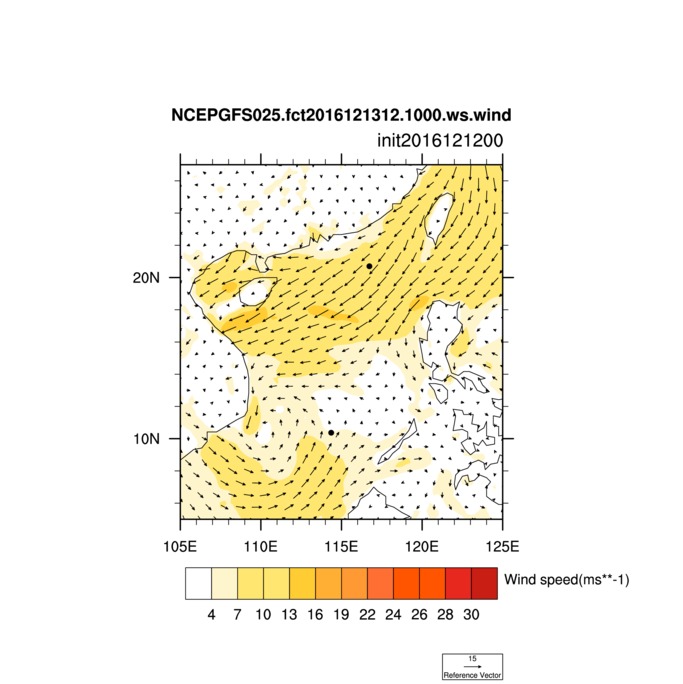 NCEPGFS025.fct2016121312.1000.ws.wind
init2016121200
20N
10N
105E 110E 115E 120E 125E
Wind speed(ms**-1)
4 7 10 13 16 19 22 24 26 28 30
15
Reference Vector